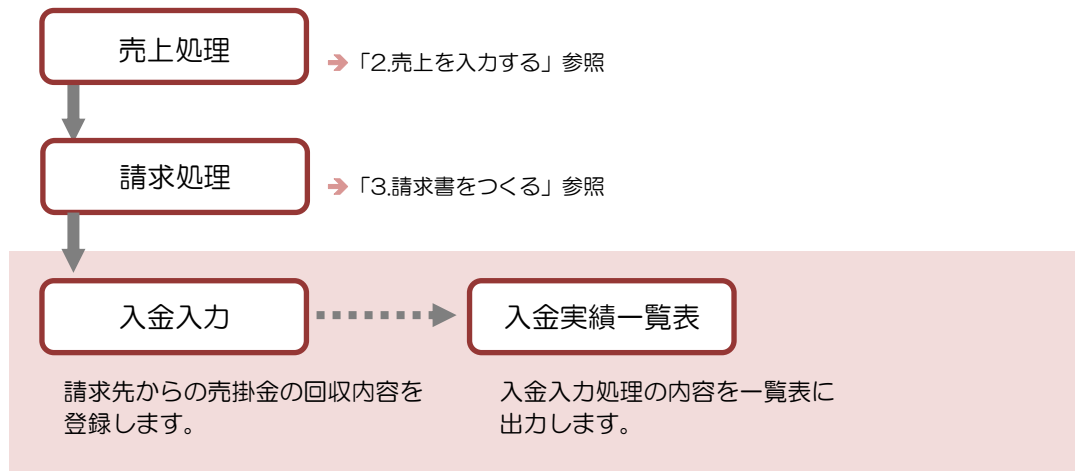 売上処理
「2.売上を入力する」参照
請求処理
「3.請求書をつくる」参照
入金入力
入金実績一覧表
請求先からの売掛金の回収内容を
登録します。
入金入力処理の内容を一覧表に
出力します。